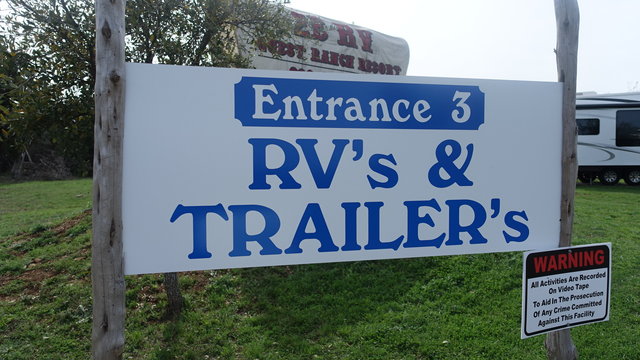 GUEST RANCH RESORT
Entrance 3
RV's &
TRAILER's
WARNING
All Activities are Recorded
On Video Tape
To Aid In The Prosecution
Of Any Crime Committed
Against This Facility